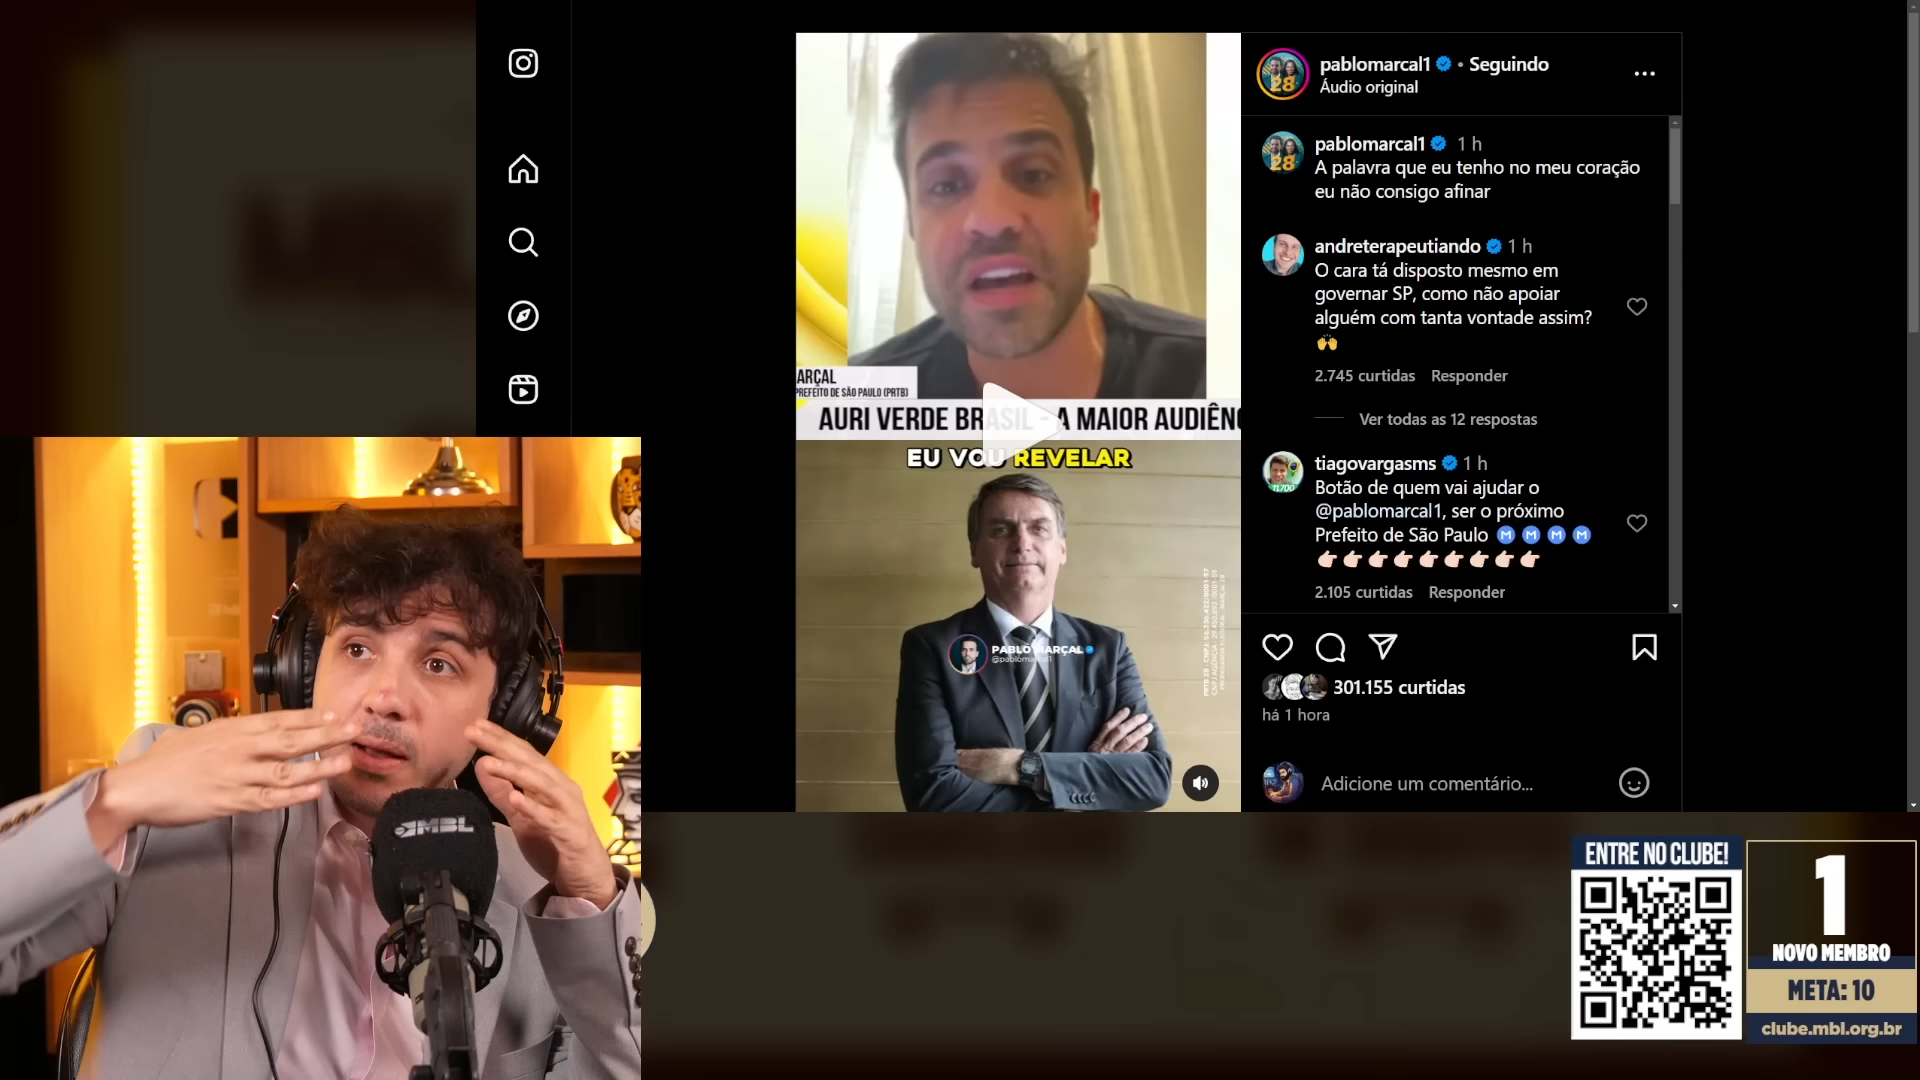 pablomarcal1 • Seguindo
Áudio original
pablomarcal1 1 h
A palavra que eu tenho no meu coração
eu não consigo afinar
andreterapeutiando 1 h
O cara tá disposto mesmo em
governar SP, como não apoiar
alguém com tanta vontade assim?
2.745 curtidas Responder
Ver todas as 12 respostas
tiagovargasms 1 h
Botão de quem vai ajudar o
@pablomarcal1, ser o próximo
Prefeito de São Paulo Ⓜ️ Ⓜ️ Ⓜ️ Ⓜ️
2.105 curtidas Responder
301.155 curtidas
há 1 hora
Adicione um comentário...
ARÇAL
PREFEITO DE SÃO PAULO (PRTB)
AURI VERDE BRASIL - A MAIOR AUDIÊNC
EU VOU REVELAR
PABLO MARÇAL
@pablomarcal1
28
28
MBL
ENTRE NO CLUBE!
1
NOVO MEMBRO
META: 10
clube.mbl.org.br